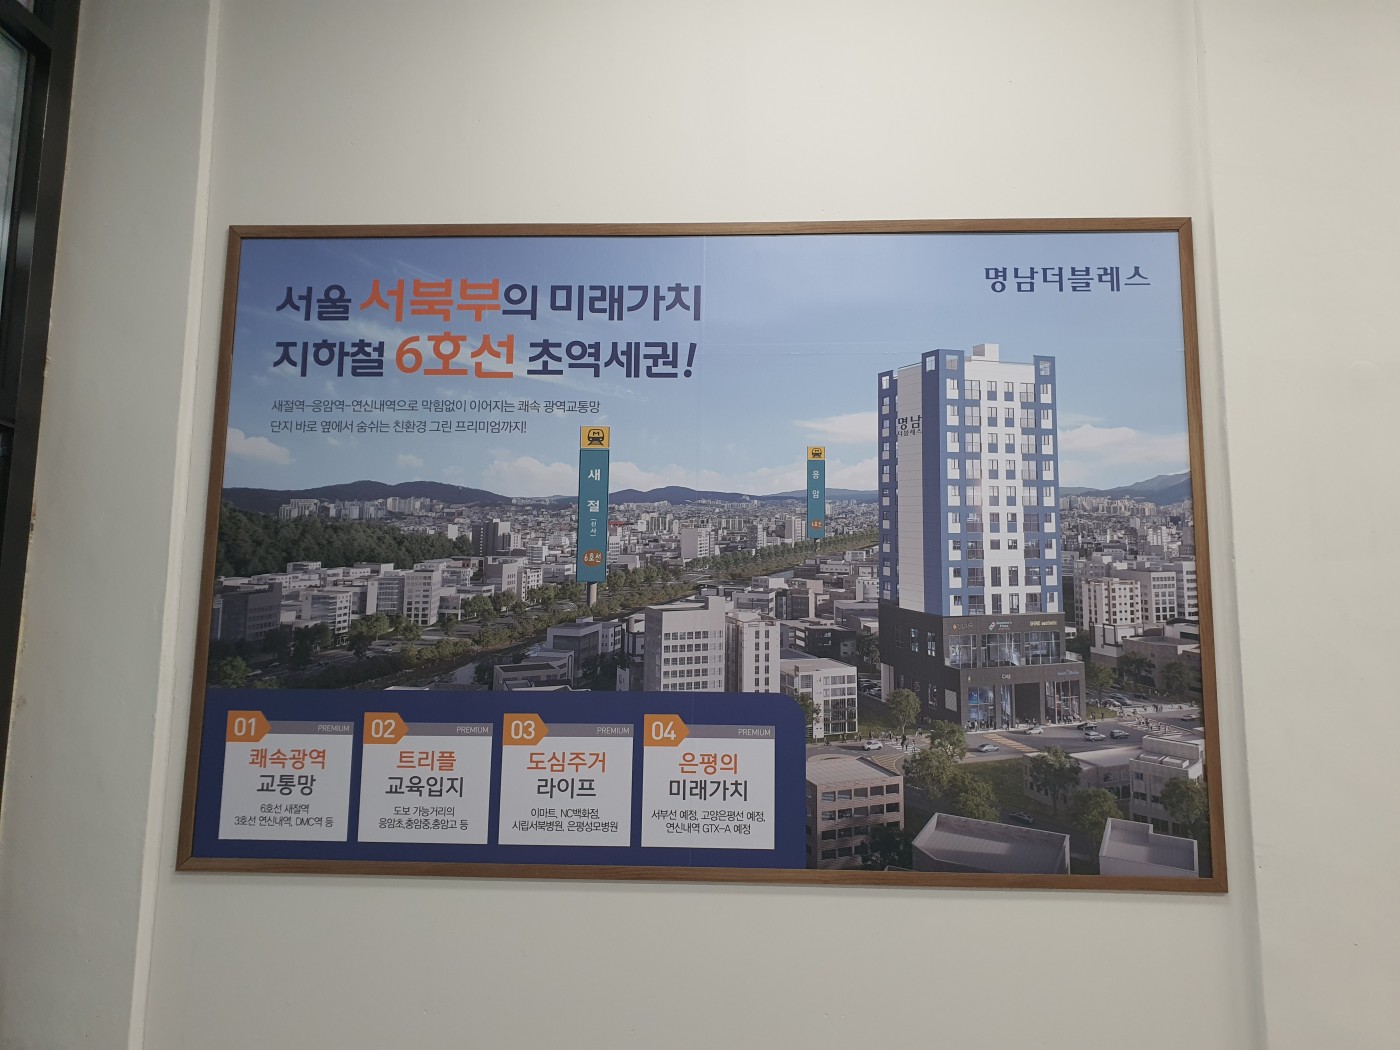 서울 서북부의 미래가치
지하철 6호선 초역세권!
새절역-응암역-연신내역으로 막힘없이 이어지는 쾌속 광역교통망
단지 바로 옆에서 숨쉬는 친환경 그린 프리미엄까지!
명남더블레스
새절
(신사)
6호선
응암
명남
더블레스
01
PREMIUM
쾌속광역
교통망
6호선 새절역
3호선 연신내역, DMC역 등
02
PREMIUM
트리플
교육입지
도보 가능거리의
응암초,충암중,충암고 등
03
PREMIUM
도심주거
라이프
이마트, NC백화점,
시립서북병원, 은평성모병원
04
PREMIUM
은평의
미래가치
서부선 예정, 고양은평선 예정,
연신내역 GTX-A 예정